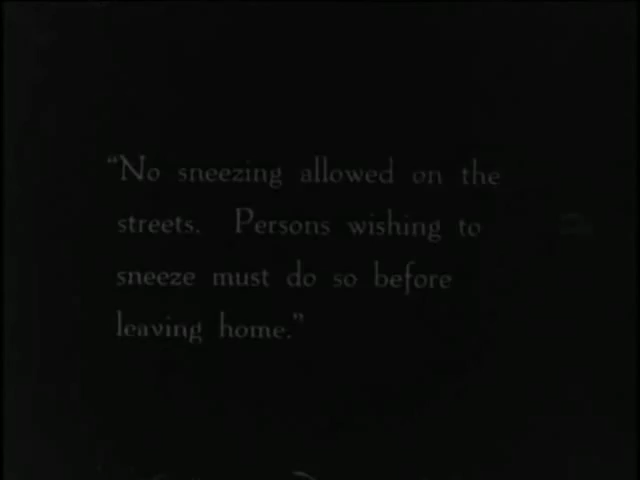 “No sneezing allowed on the
streets. Persons wishing to
sneeze must do so before
leaving home.”